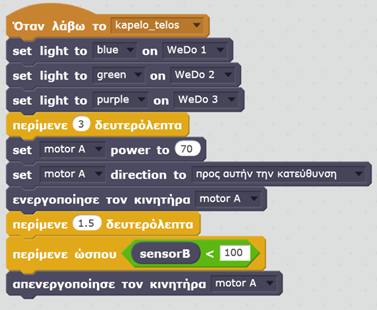 Όταν λάβω το kapelo_telos
set light to blue on WeDo 1
set light to green on WeDo 2
set light to purple on WeDo 3
περίμενε 3 δευτερόλεπτα
set motor A power to 70
set motor A direction to προς αυτήν την κατεύθυνση
ενεργοποίησε τον κινητήρα motor A
περίμενε 1.5 δευτερόλεπτα
περίμενε ώσπου sensorB < 100
απενεργοποίησε τον κινητήρα motor A